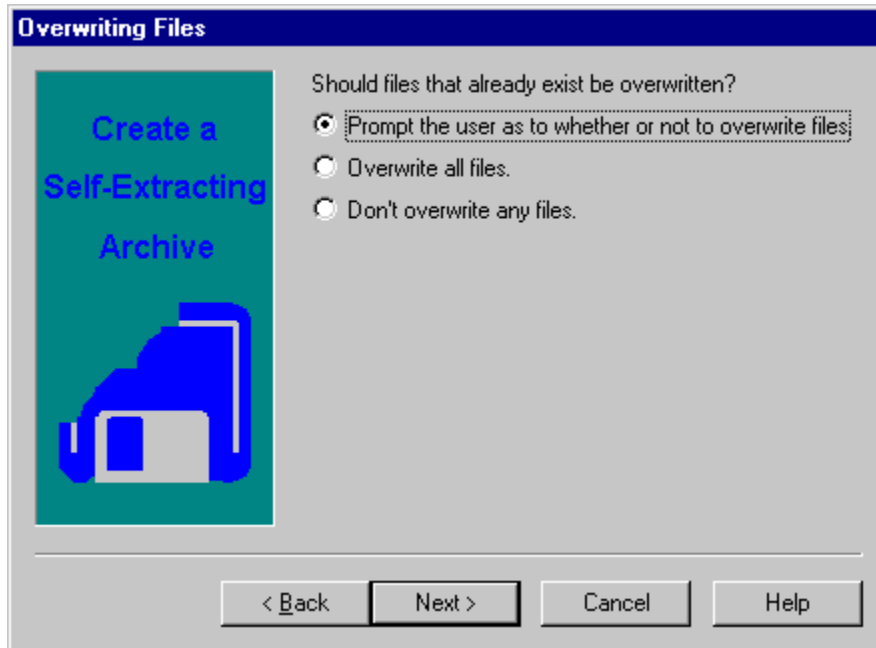 Overwriting Files
Create a
Self-Extracting
Archive
Should files that already exist be overwritten?
Prompt the user as to whether or not to overwrite files.
Overwrite all files.
Don't overwrite any files.
< Back
Next >
Cancel
Help